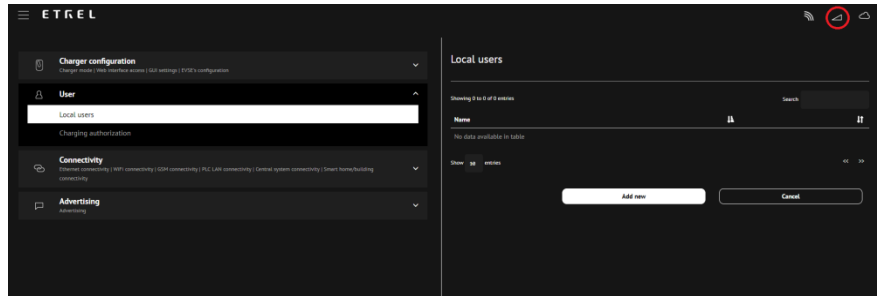 ETREL
Charger configuration
Charger mode | Web interface access | GUI settings | EVSE's configuration
User
Local users
Charging authorization
Connectivity
Ethernet connectivity | WIFI connectivity | GSM connectivity | PLC LAN connectivity | Central system connectivity | Smart home/building
connectivity
Advertising
Advertising
Local users
Showing 0 to 0 of 0 entries
Search
Name
No data available in table
Show 10 entries
Add new
Cancel